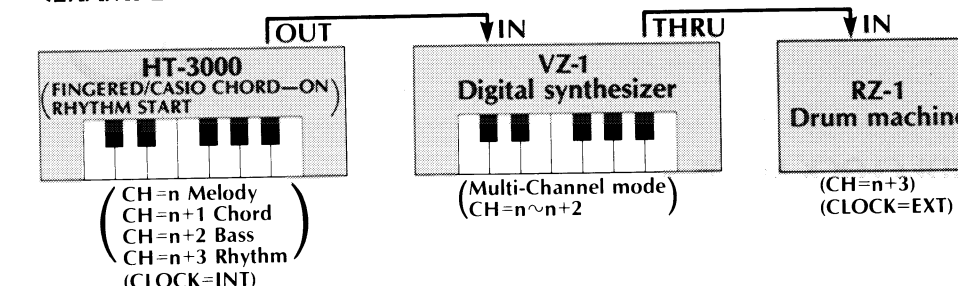 OUT
IN
THRU
IN
HT-3000
(FINGERED/CASIO CHORD—ON
RHYTHM START)
VZ-1
Digital synthesizer
RZ-1
Drum machine
(CH=n Melody
CH=n+1 Chord
CH=n+2 Bass
CH=n+3 Rhythm)
(CLOCK=INT)
(Multi-Channel mode
CH=n~n+2)
(CH=n+3)
(CLOCK=EXT)